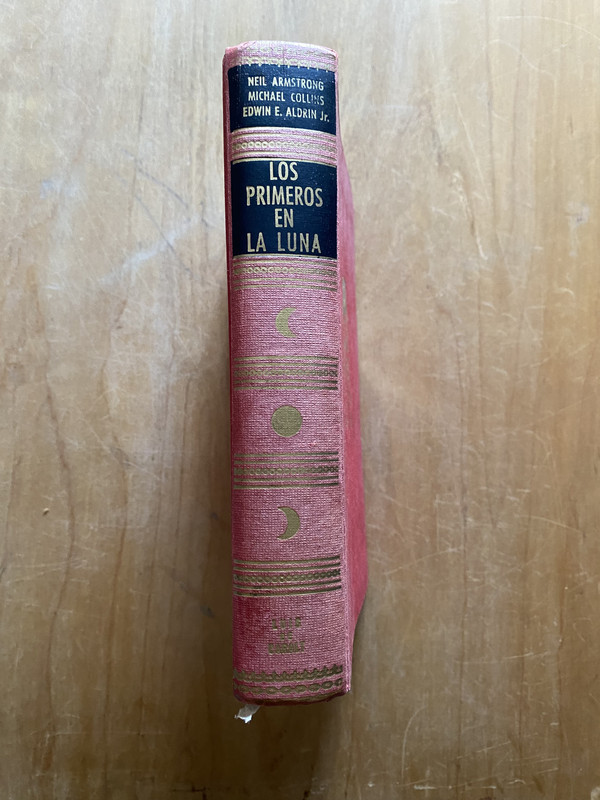 NEIL ARMSTRONG
MICHAEL COLLINS
EDWIN E. ALDRIN Jr.
LOS
PRIMEROS
EN
LA LUNA